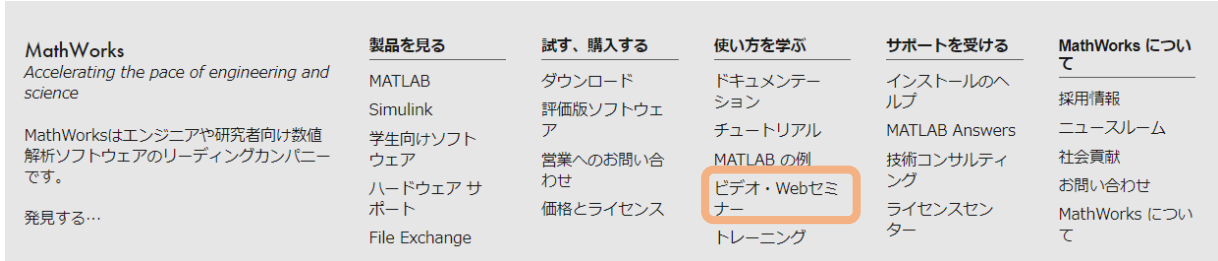 MathWorks
Accelerating the pace of engineering and
science
MathWorksはエンジニアや研究者向け数値
解析ソフトウェアのリーディングカンパニー
です。
発見する…
製品を見る
MATLAB
Simulink
学生向けソフト
ウェア
ハードウェア サ
ポート
File Exchange
試す、購入する
ダウンロード
評価版ソフトウェ
ア
営業へのお問い合
わせ
価格とライセンス
使い方を学ぶ
ドキュメンテー
ション
チュートリアル
MATLAB の例
ビデオ・Webセミ
ナー
トレーニング
サポートを受ける
インストールのヘ
ルプ
MATLAB Answers
技術コンサルティ
ング
ライセンスセン
ター
MathWorks につい
て
採用情報
ニュースルーム
社会貢献
お問い合わせ
MathWorks につい
て